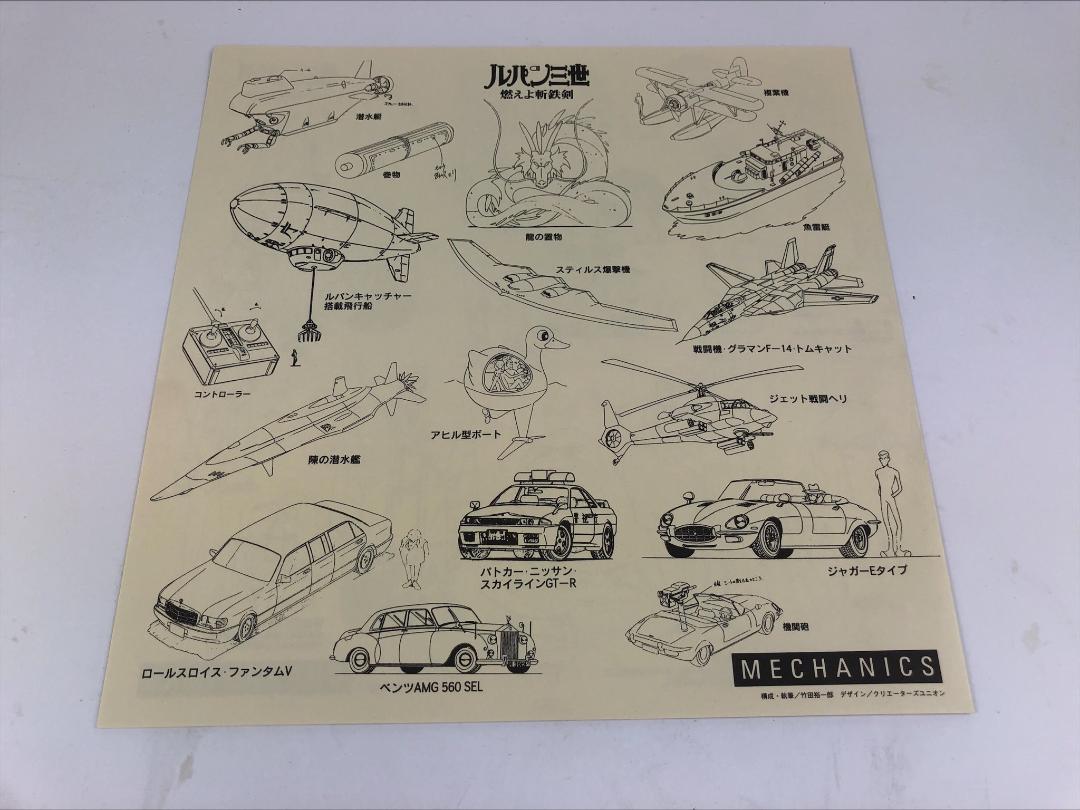 ルパン三世
燃えよ斬鉄剣
潜水艇
巻物
複葉機
魚雷艇
龍の置物
スティルス爆撃機
ルパンキャッチャー
搭載飛行船
戦闘機・グラマンF−14・トムキャット
コントローラー
アヒル型ボート
ジェット戦闘ヘリ
陳の潜水艦
パトカー・ニッサン・
スカイラインGT−R
ジャガーEタイプ
機関砲
ロールスロイス・ファンタムV
ベンツAMG 560 SEL
MECHANICS
構成・執筆／竹田裕一郎 デザイン／クリエーターズユニオン